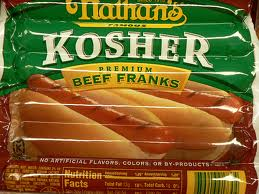 Nathan's
FAMOUS
KOSHER
PREMIUM
BEEF FRANKS
NO ARTIFICIAL FLAVORS, COLORS, OR BY-PRODUCTS
Nutrition
Facts